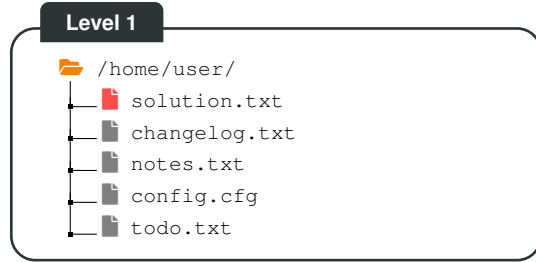 Level 1
/home/user/
solution.txt
changelog.txt
notes.txt
config.cfg
todo.txt